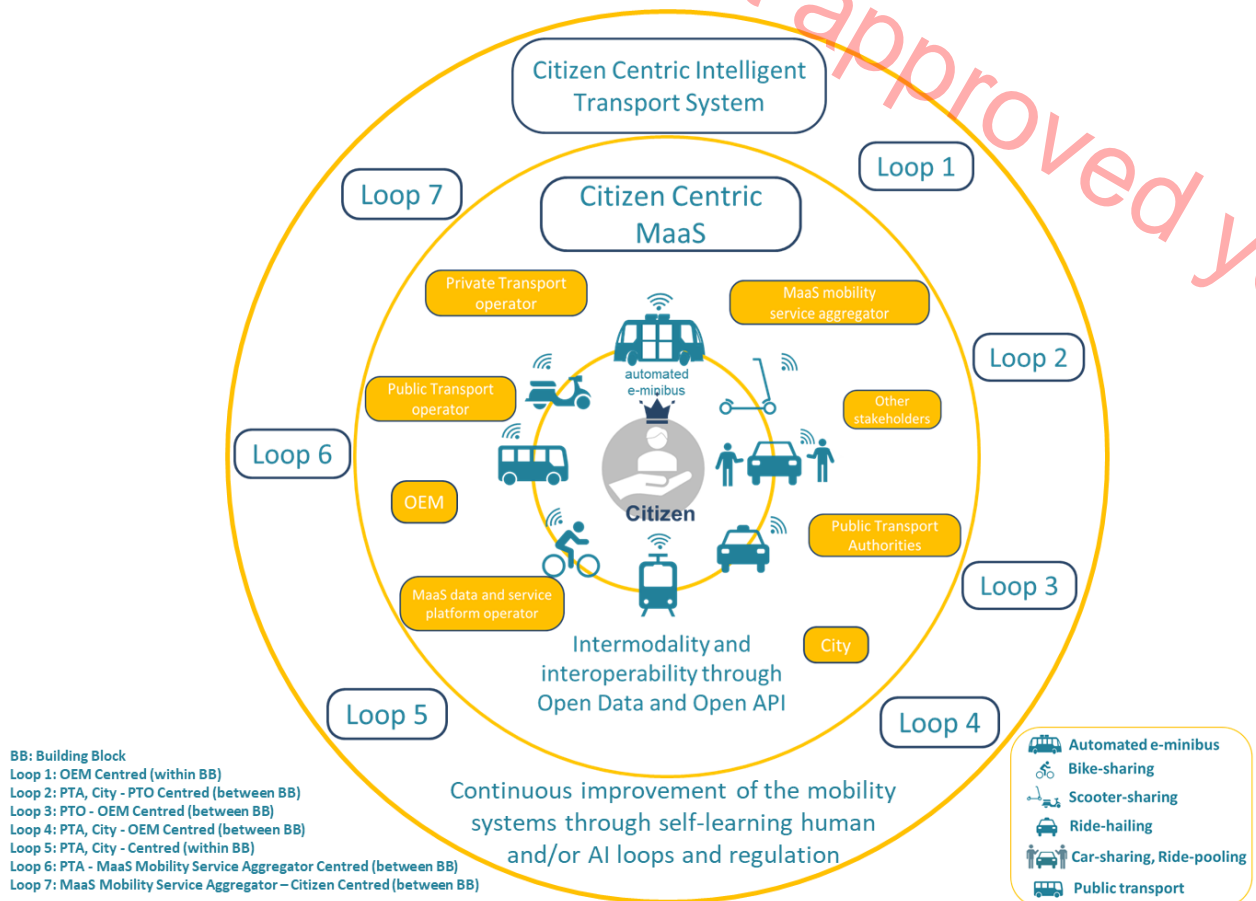 approved y
Citizen Centric Intelligent
Transport System
Loop 1
Loop 7
Citizen Centric
MaaS
Private Transport
operator
MaaS mobility
service aggregator
Loop 2
automated
e-minibus
Public Transport
operator
Other
stakeholders
Loop 6
OEM
Citizen
Public Transport
Authorities
Loop 3
MaaS data and service
platform operator
City
Intermodality and
interoperability through
Open Data and Open API
Loop 5
Loop 4
Continuous improvement of the mobility
systems through self-learning human
and/or AI loops and regulation
BB: Building Block
Loop 1: OEM Centred (within BB)
Loop 2: PTA, City - PTO Centred (between BB)
Loop 3: PTO - OEM Centred (between BB)
Loop 4: PTA, City - OEM Centred (between BB)
Loop 5: PTA, City - Centred (within BB)
Loop 6: PTA - MaaS Mobility Service Aggregator Centred (between BB)
Loop 7: MaaS Mobility Service Aggregator – Citizen Centred (between BB)
Automated e-minibus
Bike-sharing
Scooter-sharing
Ride-hailing
Car-sharing, Ride-pooling
Public transport